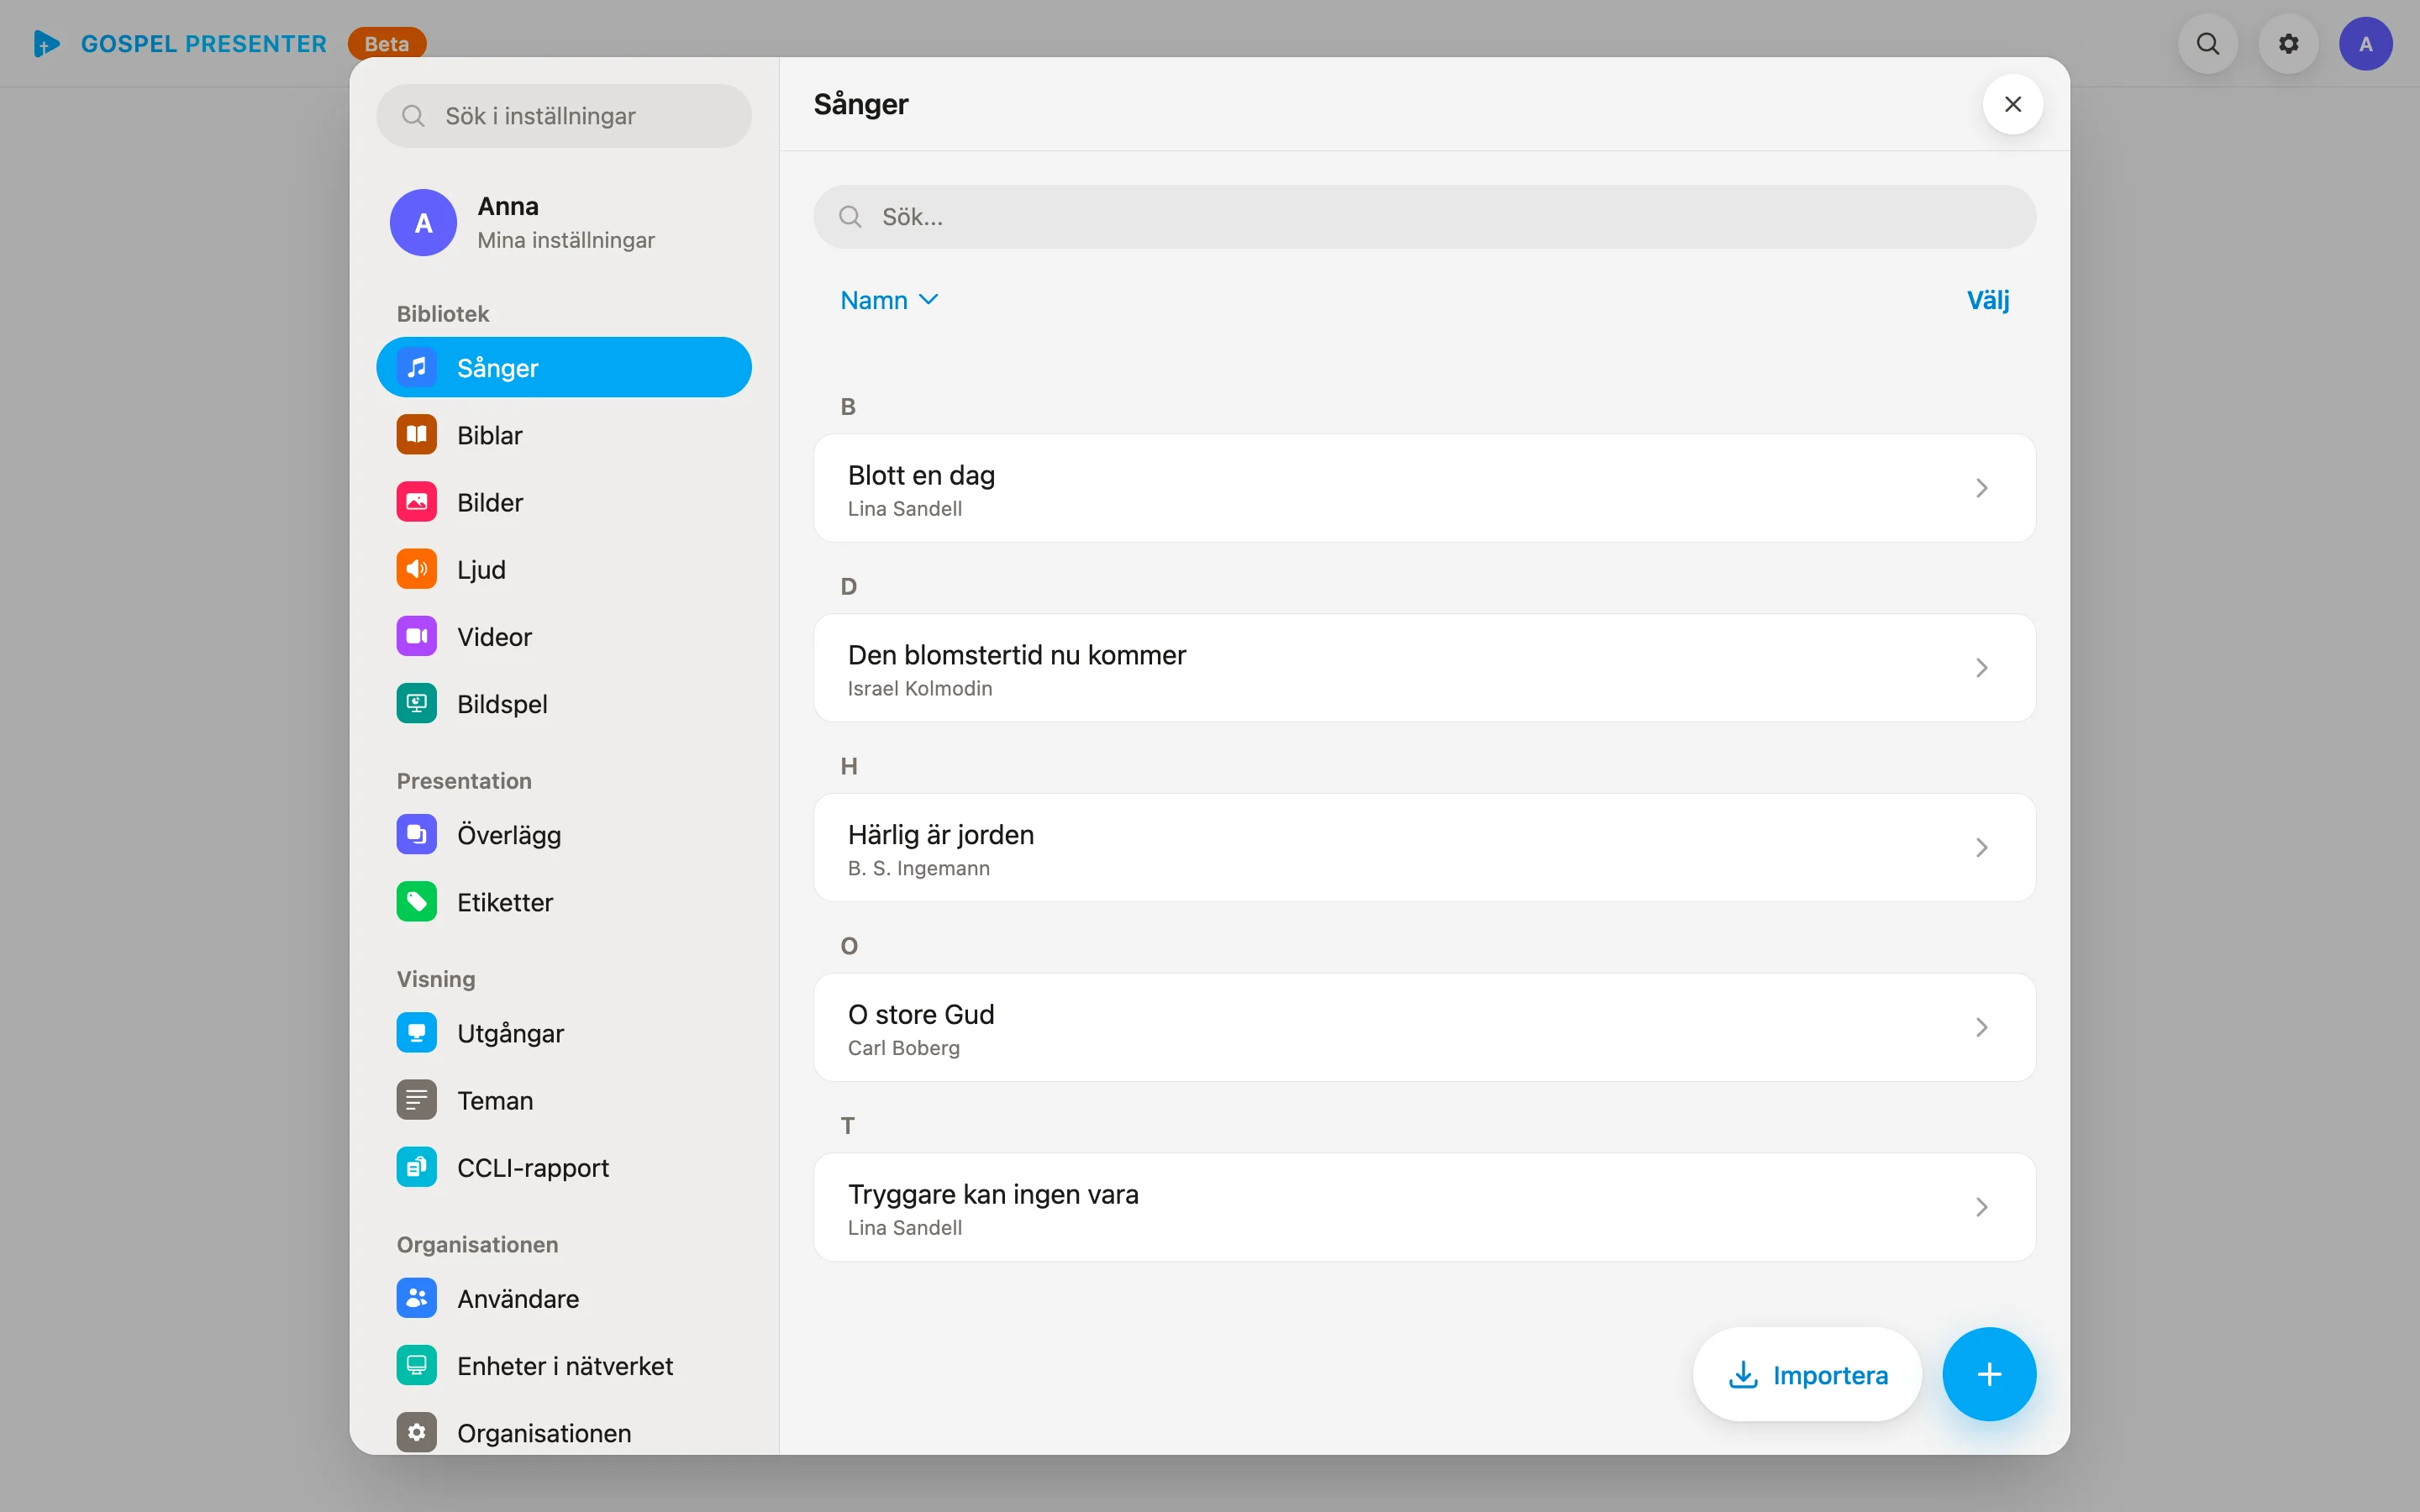 GOSPEL PRESENTER
Beta
A
Sök i inställningar
A
Anna
Mina inställningar
Bibliotek
Sånger
Biblar
Bilder
Ljud
Videor
Bildspel
Presentation
Överlägg
Etiketter
Visning
Utgångar
Teman
CCLI-rapport
Organisationen
Användare
Enheter i nätverket
Organisationen
Sånger
Sök...
Namn
Välj
B
Blott en dag
Lina Sandell
D
Den blomstertid nu kommer
Israel Kolmodin
H
Härlig är jorden
B. S. Ingemann
O
O store Gud
Carl Boberg
T
Tryggare kan ingen vara
Lina Sandell
Importera